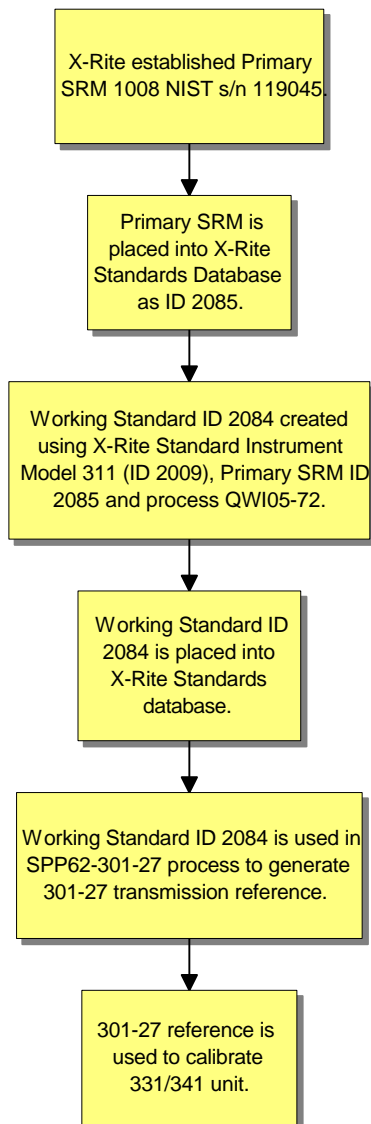 X-Rite established Primary
SRM 1008 NIST s/n 119045.
Primary SRM is
placed into X-Rite
Standards Database
as ID 2085.
Working Standard ID 2084 created
using X-Rite Standard Instrument
Model 311 (ID 2009), Primary SRM ID
2085 and process QWI05-72.
Working Standard ID
2084 is placed into
X-Rite Standards
database.
Working Standard ID 2084 is used in
SPP62-301-27 process to generate
301-27 transmission reference.
301-27 reference is
used to calibrate
331/341 unit.